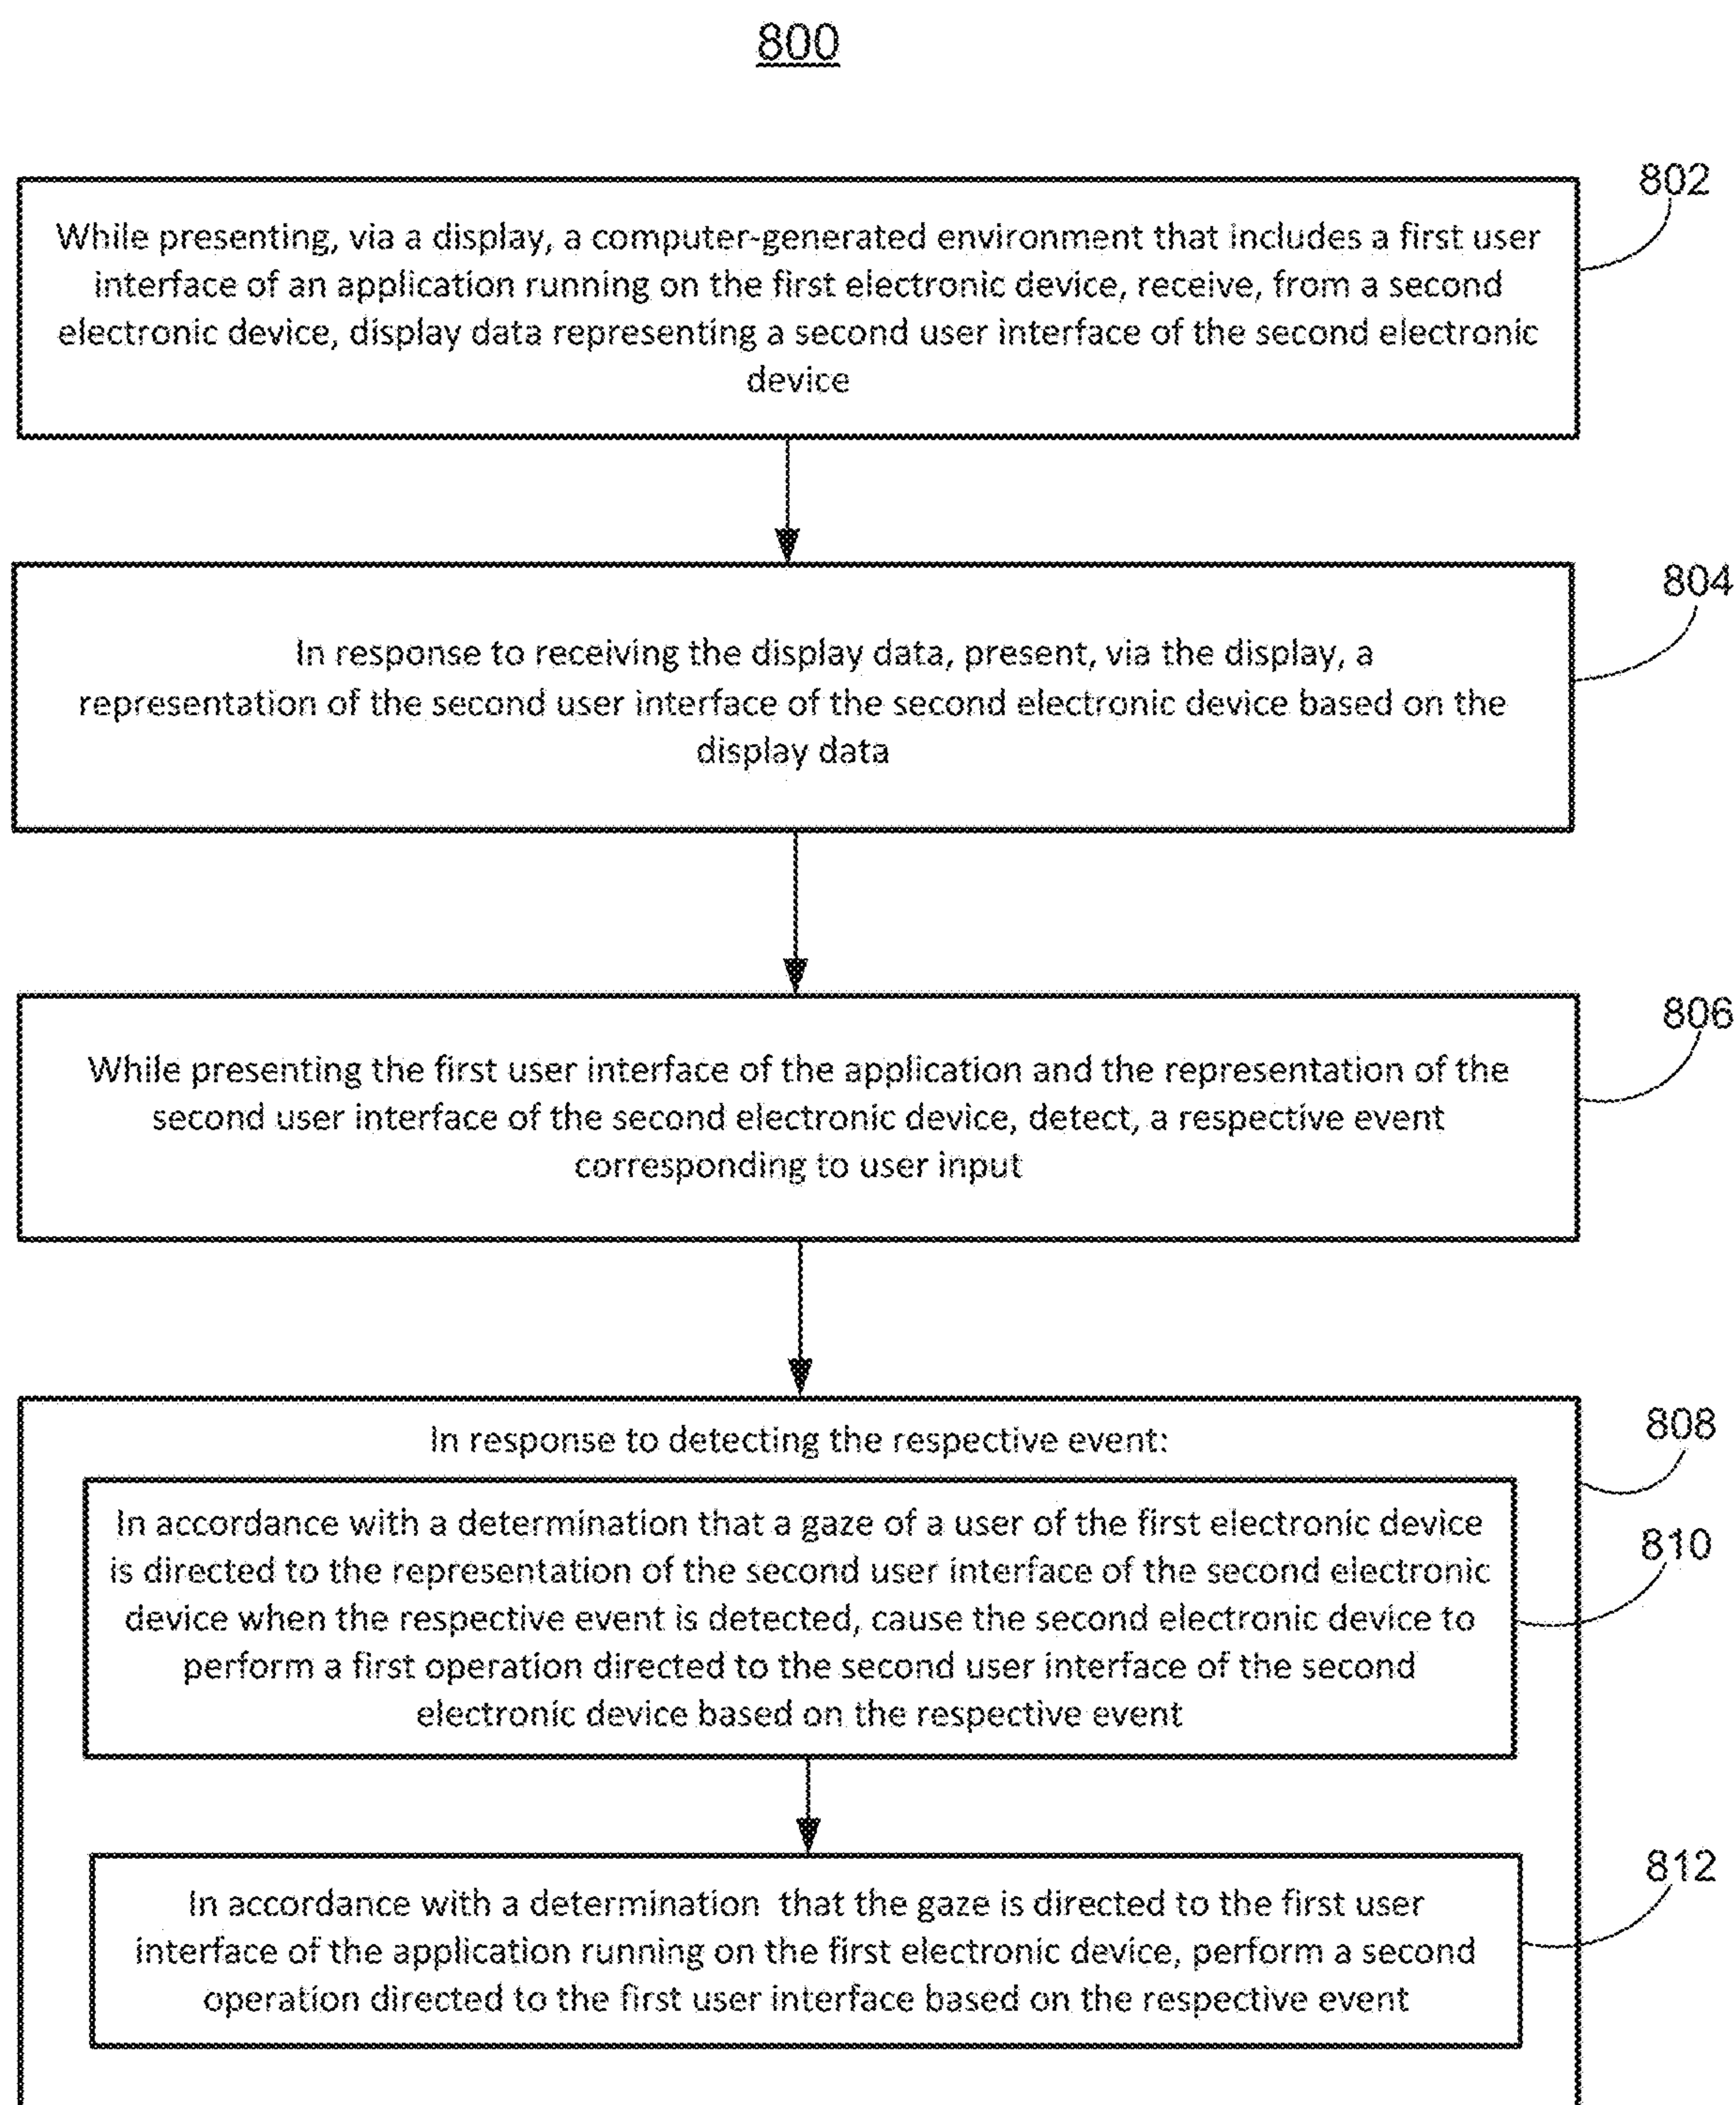 800
802
While presenting, via a display, a computer-generated environment that includes a first user
interface of an application running on the first electronic device, receive, from a second
electronic device, display data representing a second user interface of the second electronic
device
804
In response to receiving the display data, present, via the display, a
representation of the second user interface of the second electronic device based on the
display data
806
While presenting the first user interface of the application and the representation of the
second user interface of the second electronic device, detect, a respective event
corresponding to user input
808
In response to detecting the respective event:
810
In accordance with a determination that a gaze of a user of the first electronic device
is directed to the representation of the second user interface of the second electronic
device when the respective event is detected, cause the second electronic device to
perform a first operation directed to the second user interface of the second
electronic device based on the respective event
812
In accordance with a determination that the gaze is directed to the first user
interface of the application running on the first electronic device, perform a second
operation directed to the first user interface based on the respective event